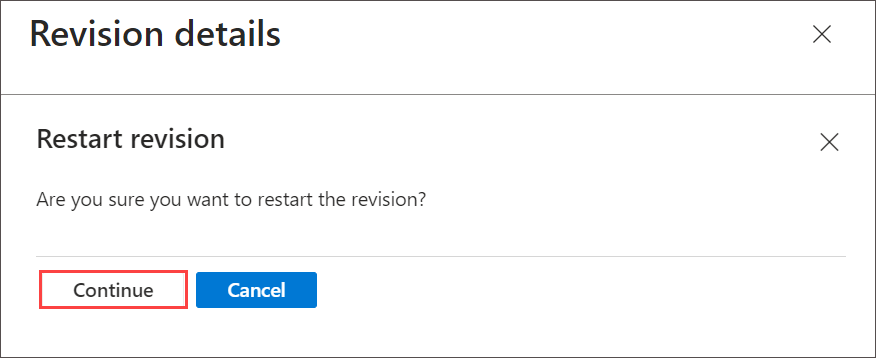 Revision details
Restart revision
Are you sure you want to restart the revision?
Continue
Cancel